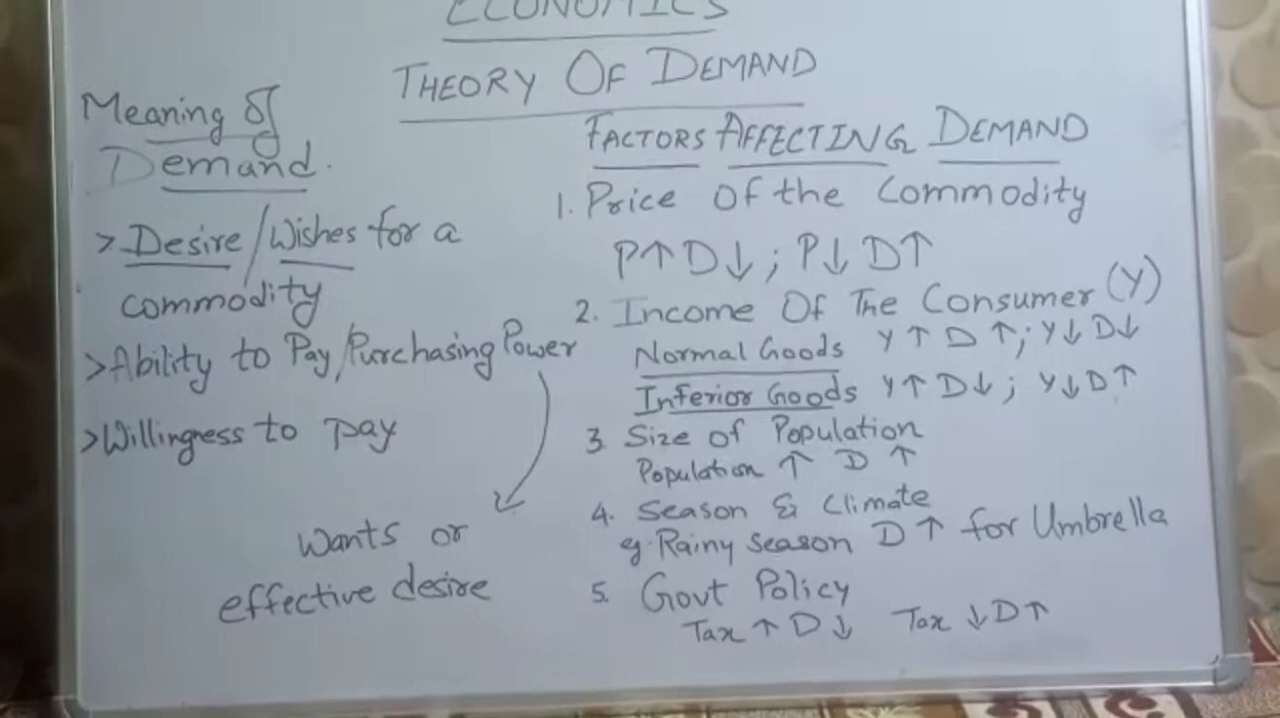 ECONOMICS
THEORY OF DEMAND
Meaning of
Demand.
> Desire/Wishes for a
commodity
> Ability to Pay/Purchasing Power
> Willingness to pay
Wants or
effective desire
FACTORS AFFECTING DEMAND
1. Price Of the Commodity
P↑ D↓ ; P↓ D↑
2. Income Of The Consumer (Y)
Normal Goods Y ↑ D ↑; Y↓ D↓
Inferior Goods Y↑ D↓ ; Y↓ D↑
3 Size of Population
Population ↑ D ↑
4. Season & Climate
eg. Rainy Season D ↑ for Umbrella
5. Govt Policy
Tax ↑ D ↓ Tax ↓ D↑